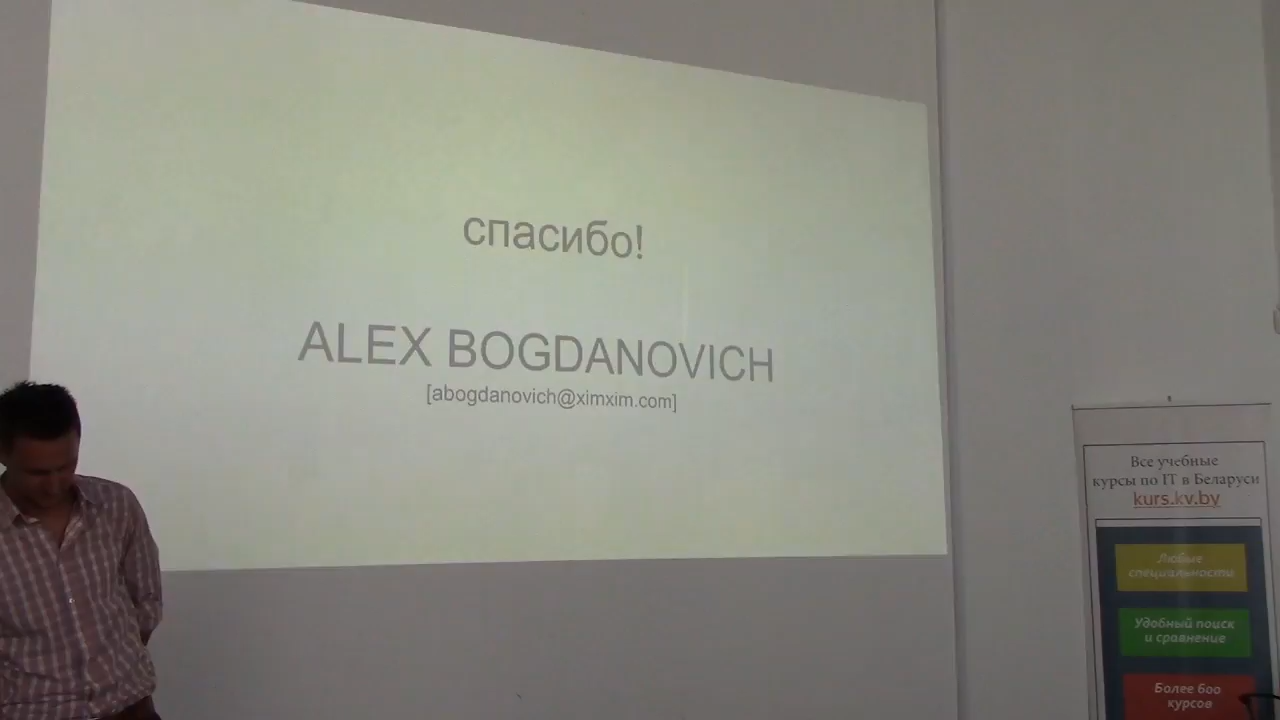 спасибо!
ALEX BOGDANOVICH
[abogdanovich@ximxim.com]
Все учебные
курсы по IT в Беларуси
kurs.kv.by
Любые
специальности
Удобный поиск
и сравнение
Более 600
курсов